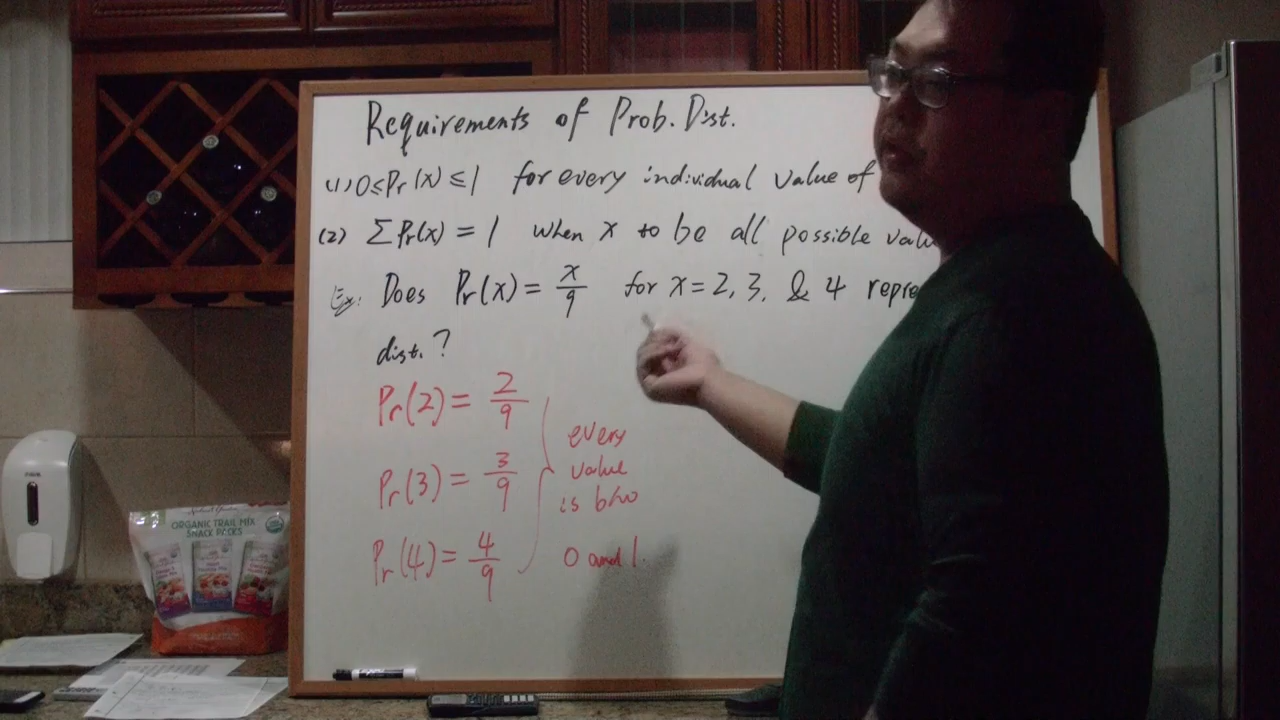 Requirements of Prob. Dist.
(1) 0≤Pr(x)≤1 for every individual value of
(2) ΣPr(x) = 1 when x to be all possible valu
Ex: Does Pr(x) = x/9 for x = 2, 3, & 4 repre
dist.?
Pr(2) = 2/9
Pr(3) = 3/9
Pr(4) = 4/9
every
value
is btw
0 and 1.
ORGANIC TRAIL MIX
SNACK PACKS